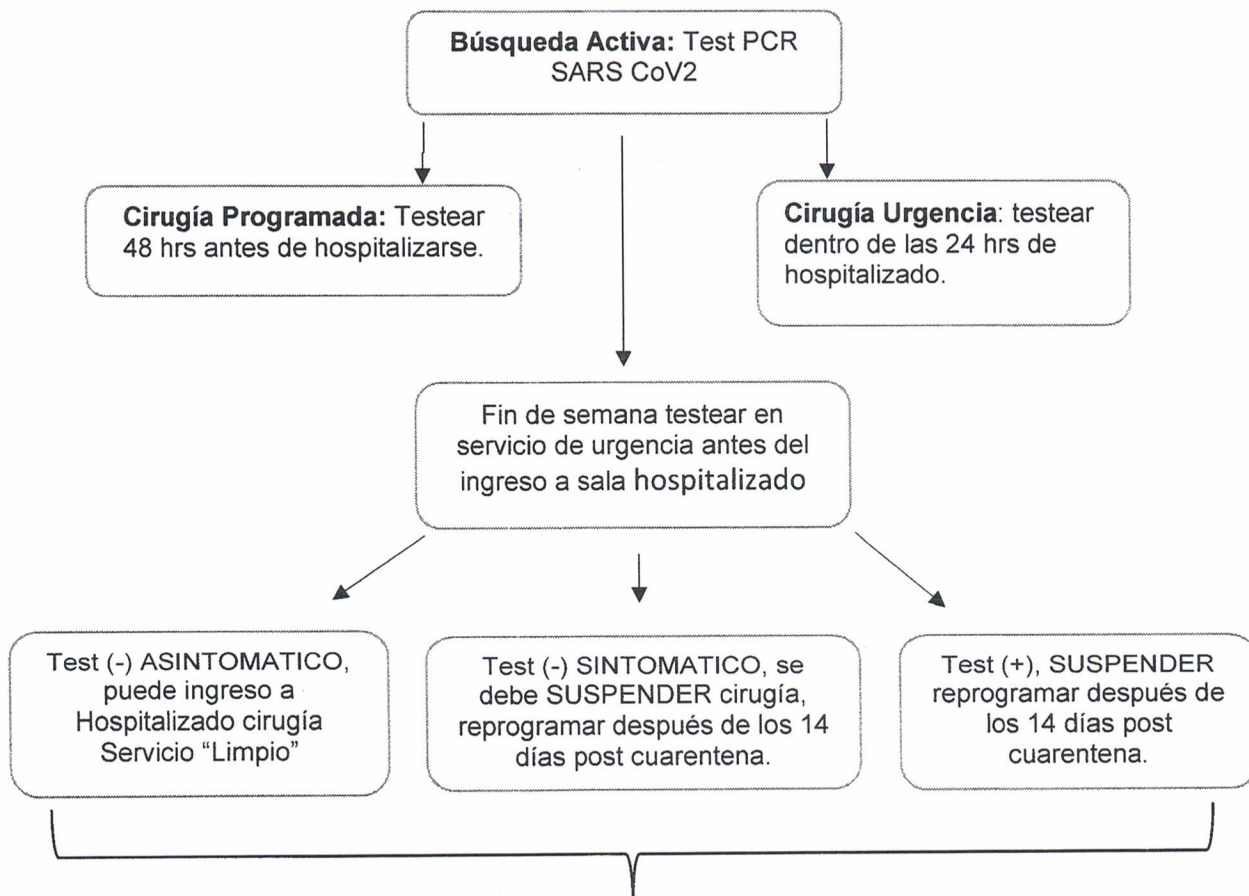 Búsqueda Activa: Test PCR
SARS CoV2
Cirugía Programada: Testear
48 hrs antes de hospitalizarse.
Cirugía Urgencia: testear
dentro de las 24 hrs de
hospitalizado.
Fin de semana testear en
servicio de urgencia antes del
ingreso a sala hospitalizado
Test (-) ASINTOMATICO,
puede ingreso a
Hospitalizado cirugía
Servicio “Limpio”
Test (-) SINTOMATICO, se
debe SUSPENDER cirugía,
reprogramar después de los 14
días post cuarentena.
Test (+), SUSPENDER
reprogramar después de
los 14 días post
cuarentena.